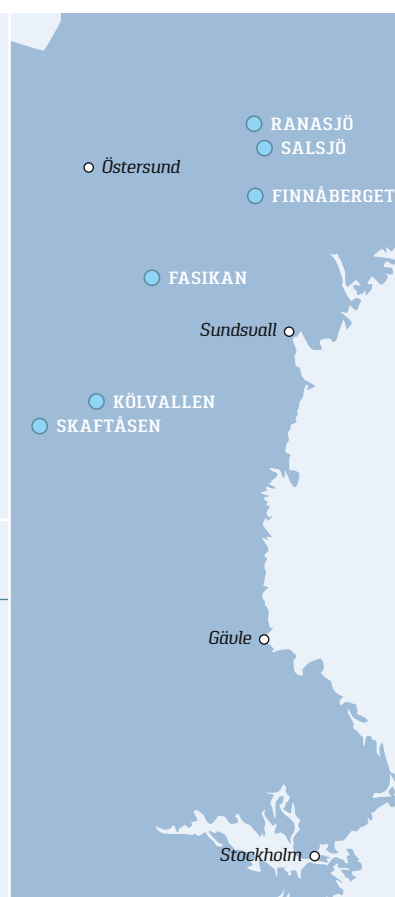 RANASJÖ
SALSJÖ
Östersund
FINNÅBERGET
FASIKAN
Sundsvall
KÖLVALLEN
SKAFTÅSEN
Gävle
Stockholm